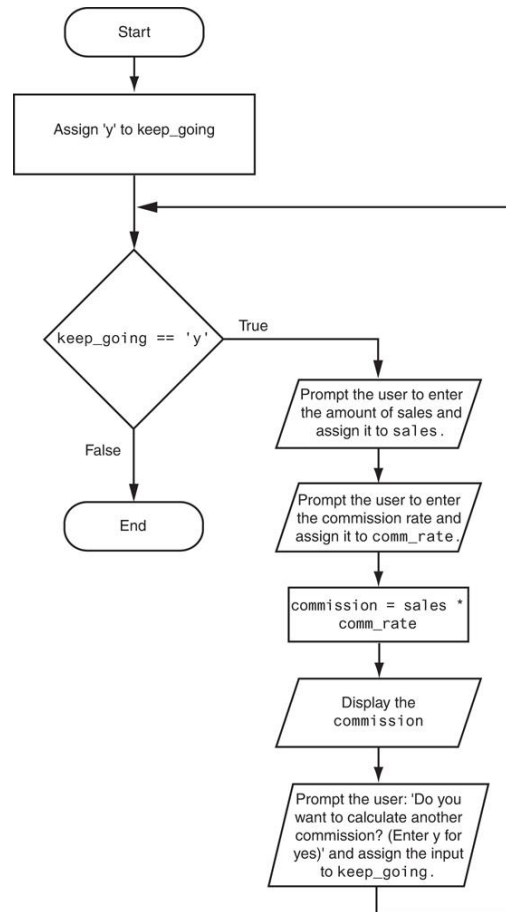 Start
Assign 'y' to keep_going
keep_going == 'y'
True
False
End
Prompt the user to enter
the amount of sales and
assign it to sales.
Prompt the user to enter
the commission rate and
assign it to comm_rate.
commission = sales *
comm_rate
Display the
commission
Prompt the user: 'Do you
want to calculate another
commission? (Enter y for
yes)' and assign the input
to keep_going.